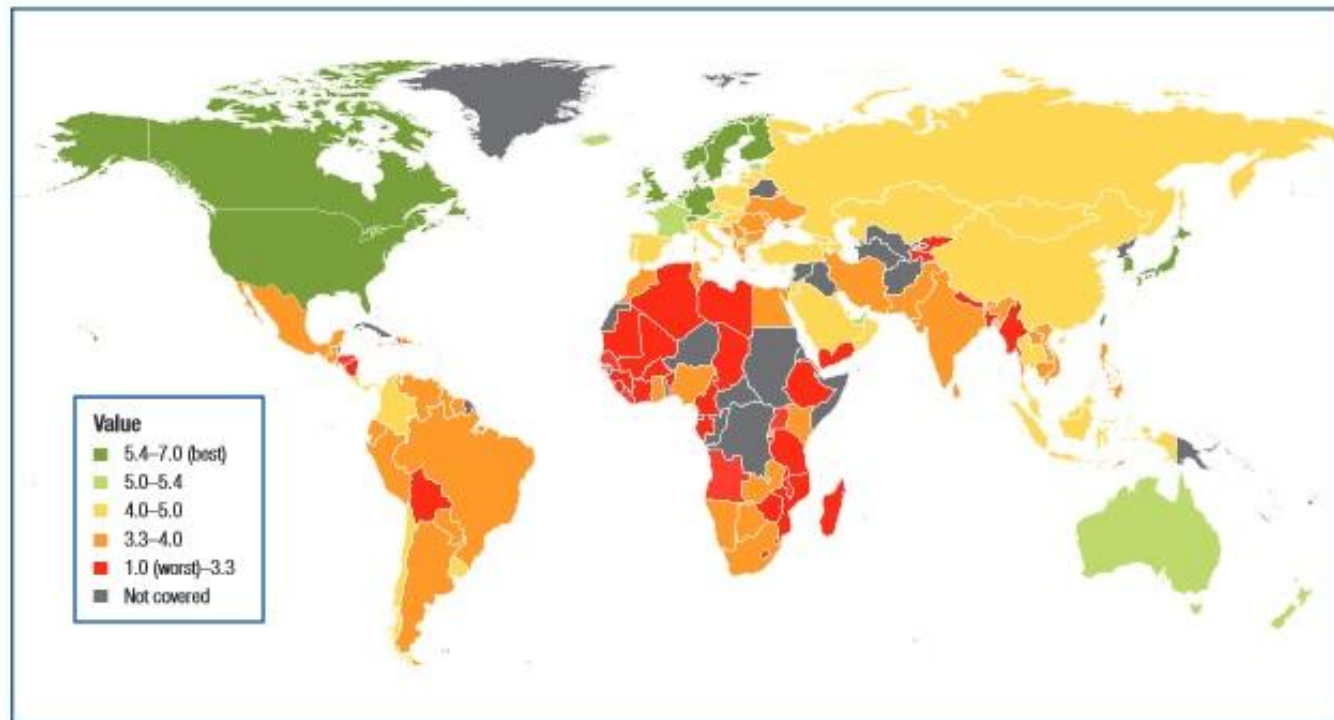 Value
5.4–7.0 (best)
5.0–5.4
4.0–5.0
3.3–4.0
1.0 (worst)–3.3
Not covered